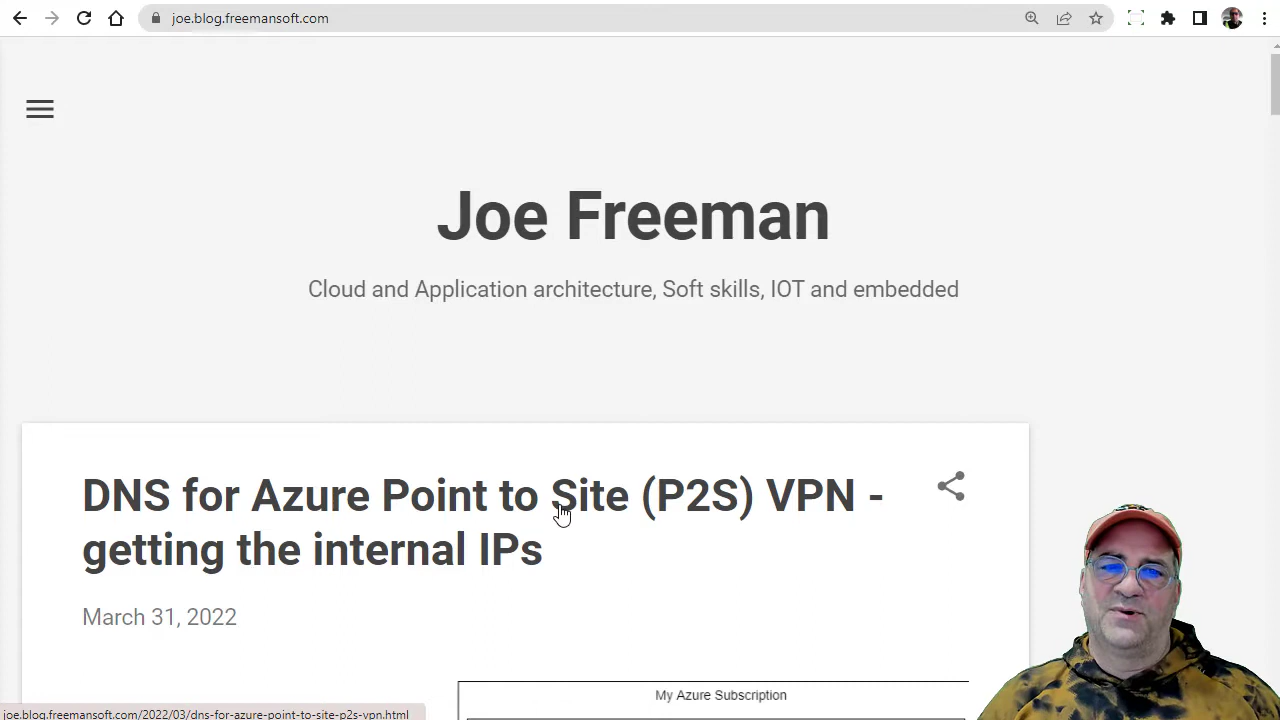 joe.blog.freemansoft.com
Joe Freeman
Cloud and Application architecture, Soft skills, IOT and embedded
DNS for Azure Point to Site (P2S) VPN -
getting the internal IPs
March 31, 2022
My Azure Subscription
joe.blog.freemansoft.com/2022/03/dns-for-azure-point-to-site-p2s-vpn.html